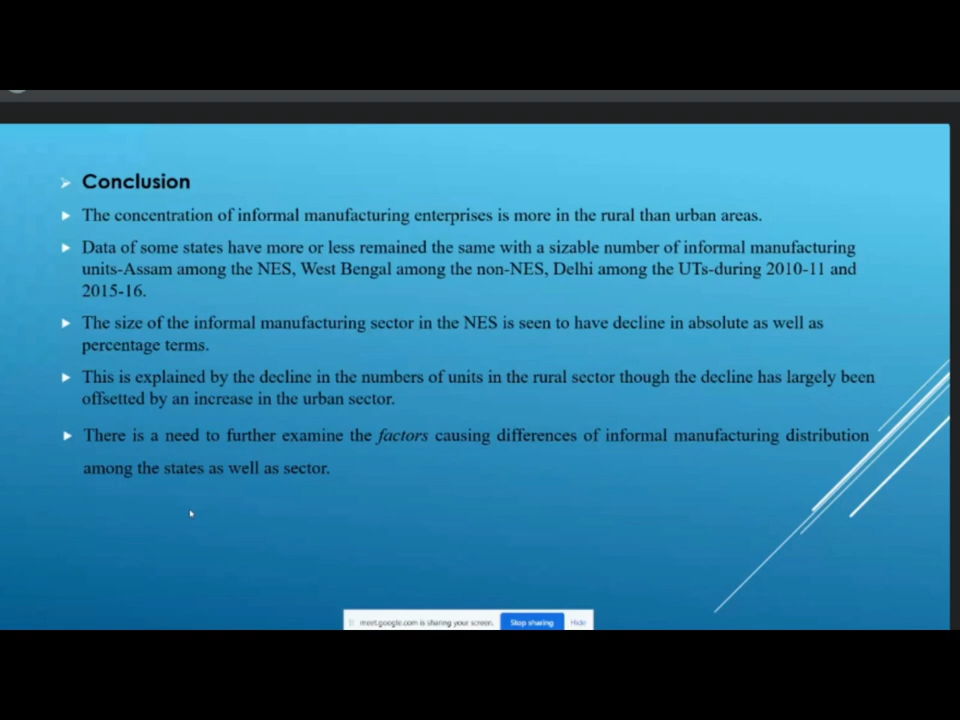 Conclusion
The concentration of informal manufacturing enterprises is more in the rural than urban areas.
Data of some states have more or less remained the same with a sizable number of informal manufacturing
units-Assam among the NES, West Bengal among the non-NES, Delhi among the UTs-during 2010-11 and
2015-16.
The size of the informal manufacturing sector in the NES is seen to have decline in absolute as well as
percentage terms.
This is explained by the decline in the numbers of units in the rural sector though the decline has largely been
offsetted by an increase in the urban sector.
There is a need to further examine the factors causing differences of informal manufacturing distribution
among the states as well as sector.
meet.google.com is sharing your screen. Stop sharing Hide